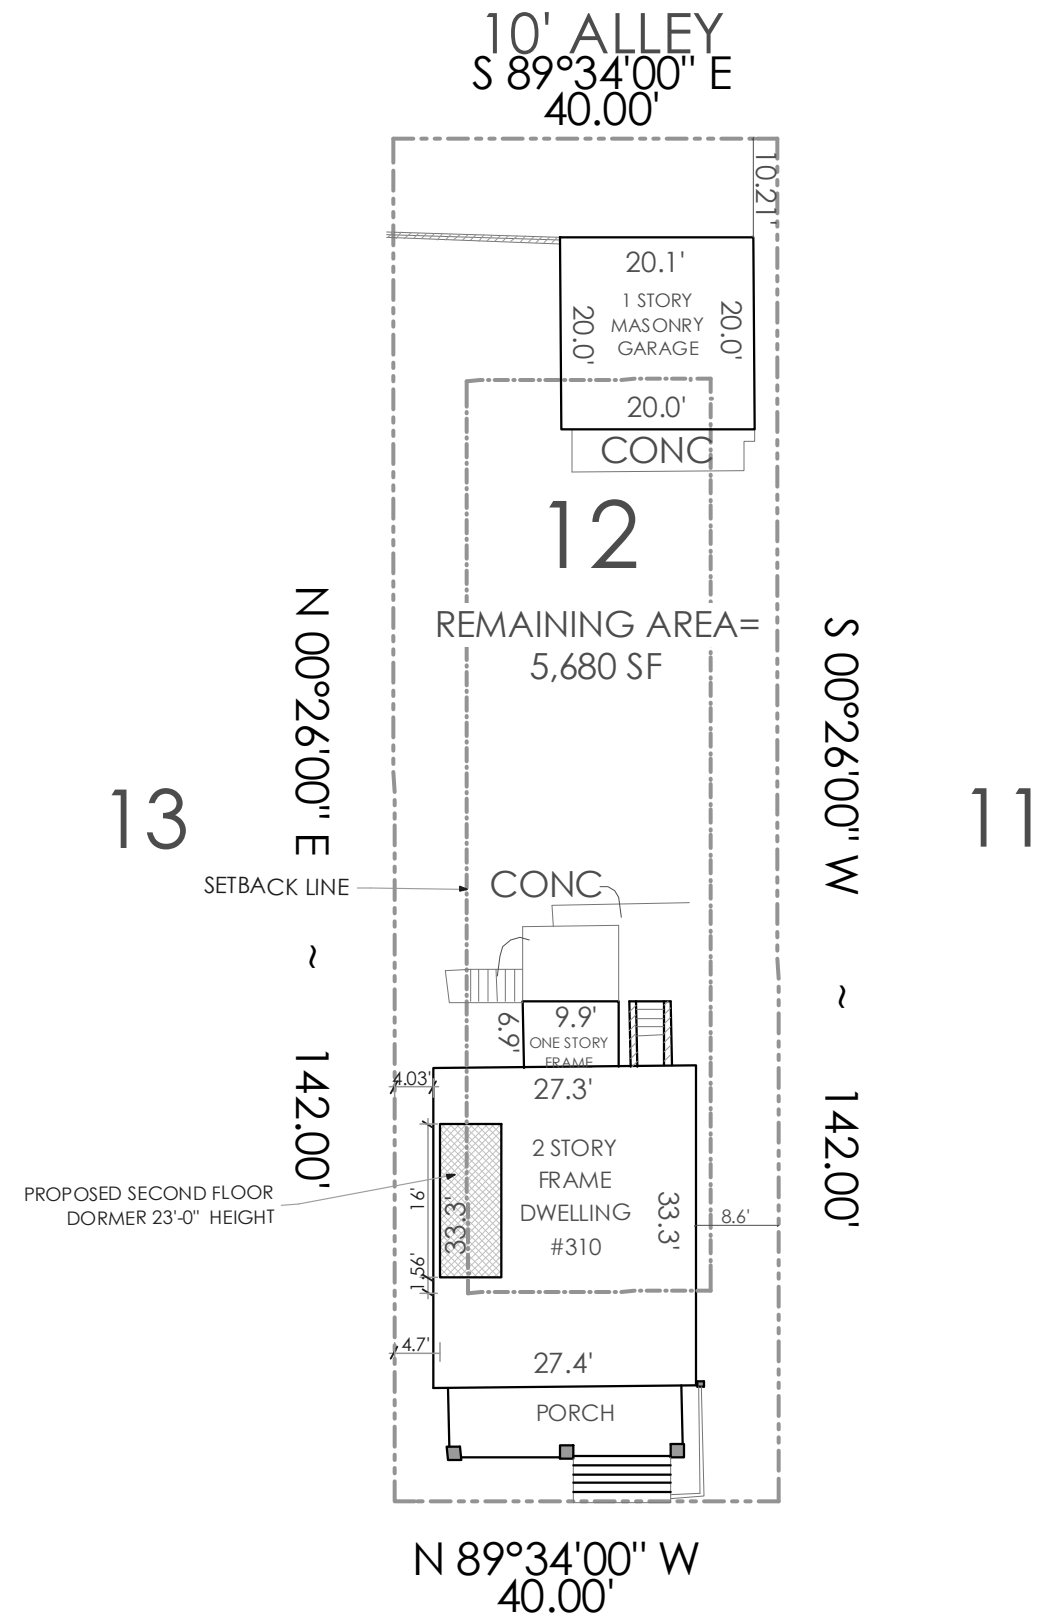 10' ALLEY
S 89°34'00" E
40.00'
10.21'
20.1'
1 STORY
MASONRY
GARAGE
20.0'
20.0'
20.0'
CONC
12
REMAINING AREA=
5,680 SF
N 00°26'00" E ~ 142.00'
S 00°26'00" W ~ 142.00'
13
11
SETBACK LINE
CONC
6.9'
9.9'
ONE STORY
FRAME
4.03'
27.3'
2 STORY
FRAME
DWELLING
#310
PROPOSED SECOND FLOOR
DORMER 23'-0" HEIGHT
16'
33.3'
33.3'
8.6'
1.56'
4.7'
27.4'
PORCH
N 89°34'00" W
40.00'